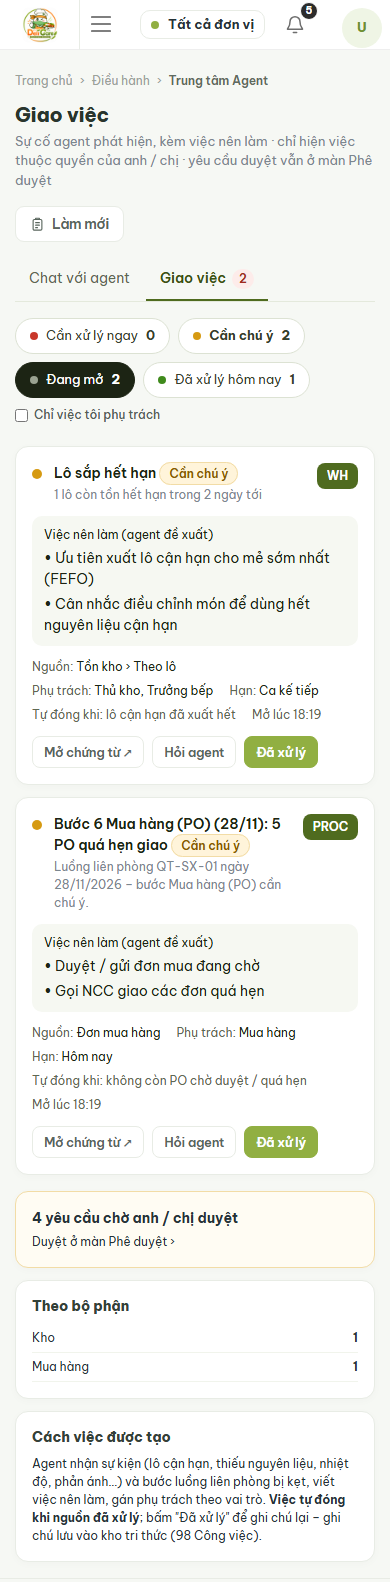 Tất cả đơn vị
5
U
Trang chủ › Điều hành › Trung tâm Agent
Giao việc
Sự cố agent phát hiện, kèm việc nên làm · chỉ hiện việc
thuộc quyền của anh / chị · yêu cầu duyệt vẫn ở màn Phê
duyệt
Làm mới
Chat với agent
Giao việc 2
Cần xử lý ngay 0
Cần chú ý 2
Đang mở 2
Đã xử lý hôm nay 1
Chỉ việc tôi phụ trách
Lô sắp hết hạn Cần chú ý
WH
1 lô còn tồn hết hạn trong 2 ngày tới
Việc nên làm (agent đề xuất)
• Ưu tiên xuất lô cận hạn cho mẻ sớm nhất
(FEFO)
• Cân nhắc điều chỉnh món để dùng hết
nguyên liệu cận hạn
Nguồn: Tồn kho › Theo lô
Phụ trách: Thủ kho, Trưởng bếp Hạn: Ca kế tiếp
Tự đóng khi: lô cận hạn đã xuất hết Mở lúc 18:19
Mở chứng từ ↗
Hỏi agent
Đã xử lý
Bước 6 Mua hàng (PO) (28/11): 5
PO quá hẹn giao Cần chú ý
PROC
Luồng liên phòng QT-SX-01 ngày
28/11/2026 – bước Mua hàng (PO) cần
chú ý.
Việc nên làm (agent đề xuất)
• Duyệt / gửi đơn mua đang chờ
• Gọi NCC giao các đơn quá hẹn
Nguồn: Đơn mua hàng Phụ trách: Mua hàng
Hạn: Hôm nay
Tự đóng khi: không còn PO chờ duyệt / quá hẹn
Mở lúc 18:19
Mở chứng từ ↗
Hỏi agent
Đã xử lý
4 yêu cầu chờ anh / chị duyệt
Duyệt ở màn Phê duyệt ›
Theo bộ phận
Kho 1
Mua hàng 1
Cách việc được tạo
Agent nhận sự kiện (lô cận hạn, thiếu nguyên liệu, nhiệt
độ, phản ánh...) và bước luồng liên phòng bị kẹt, viết
việc nên làm, gán phụ trách theo vai trò. Việc tự đóng
khi nguồn đã xử lý; bấm "Đã xử lý" để ghi chú lại – ghi
chú lưu vào kho tri thức (98 Công việc).